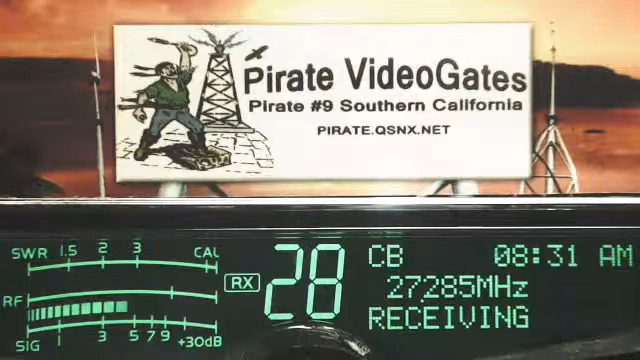 Pirate VideoGates
Pirate #9 Southern California
PIRATE.QSNX.NET
SWR 1.5 2 3 CAL
RX
28
CB 08:31 AM
27.285MHz
RECEIVING
RF
SIG 1 3 5 7 9 +30dB